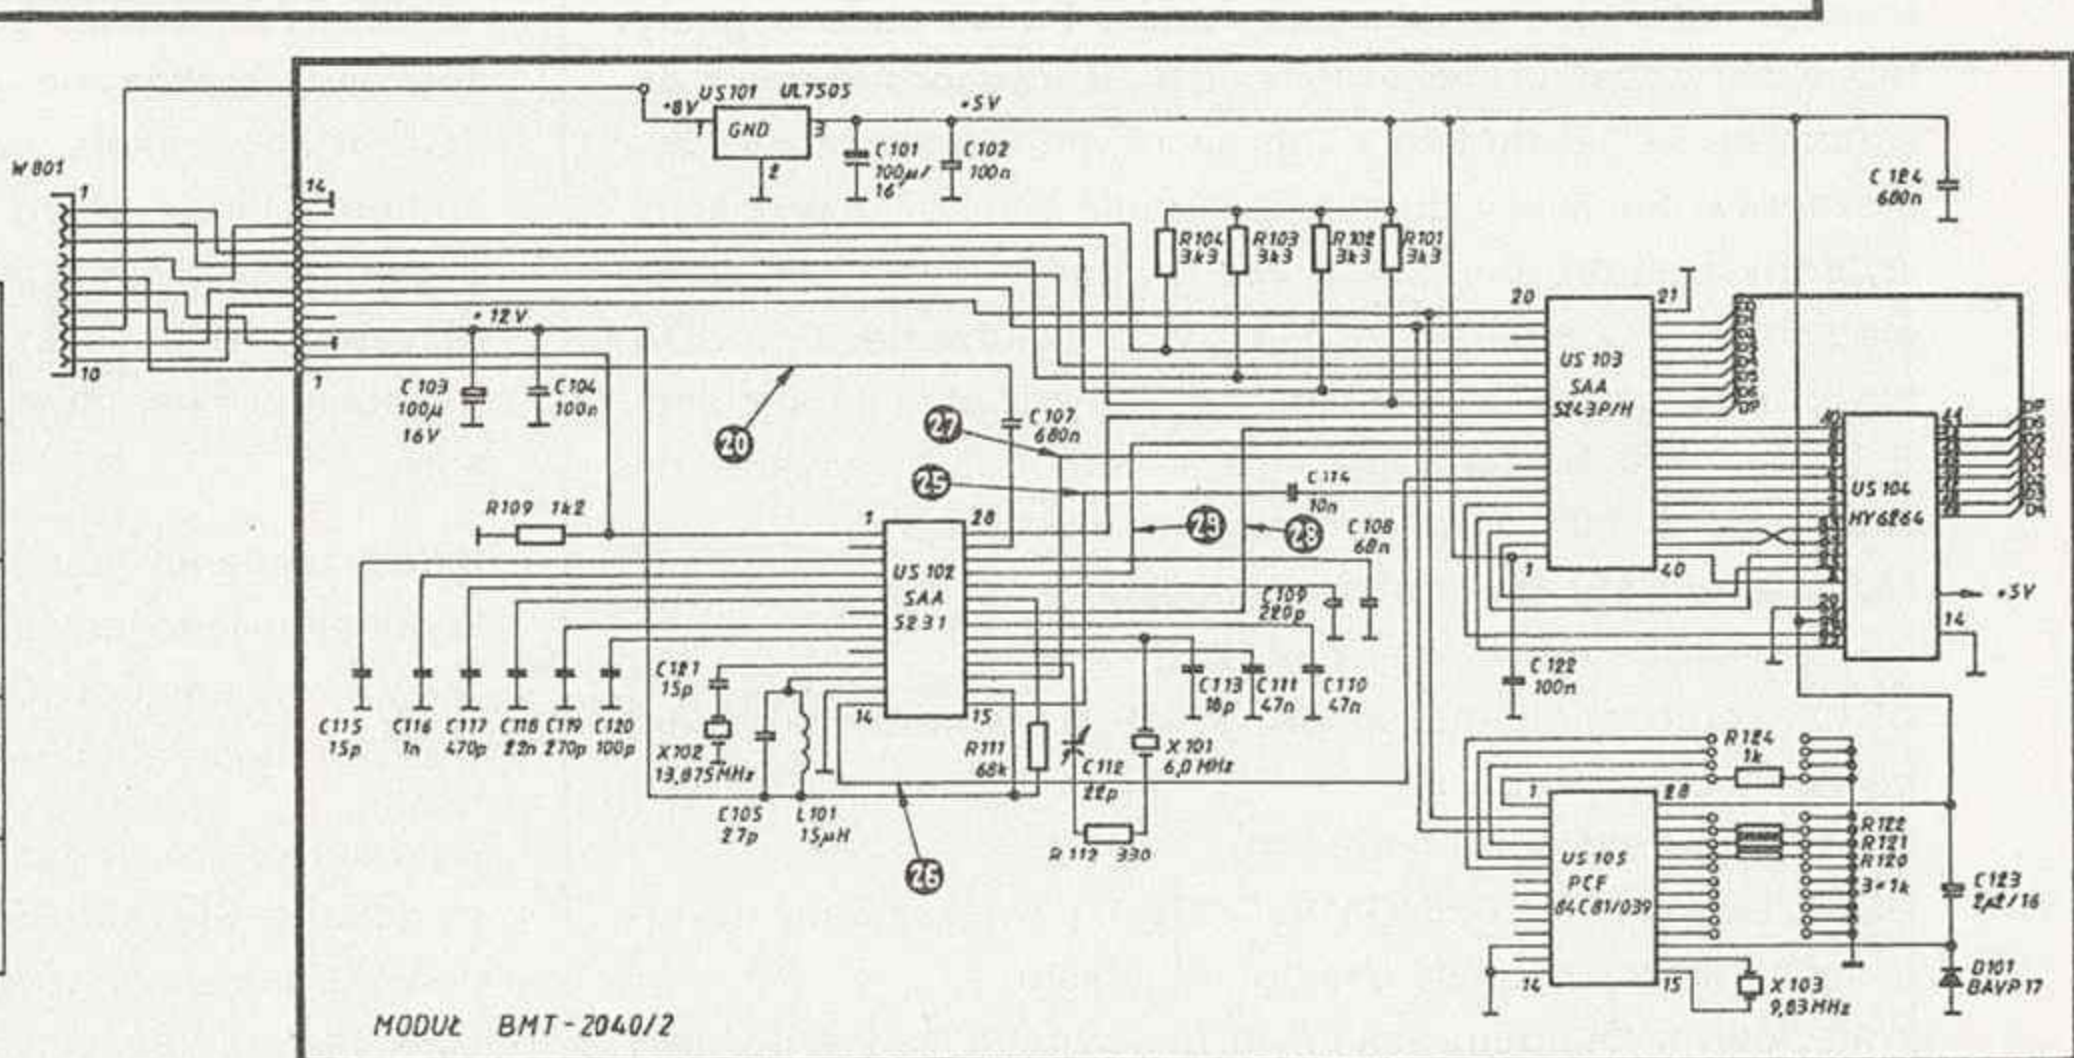 US101 UL7505
+8V
1
GND
3
2
+5V
C101
100µ/
16
C102
100n
W801
1
10
14
1
+12V
C103
100µ
16V
C104
100n
20
C107
680n
27
25
C114
10n
29
28
C108
68n
C109
220p
R104
3k3
R103
3k3
R102
3k3
R101
3k3
C124
680n
20
21
US103
SAA
5243P/H
1
40
US104
HY6264
+5V
14
C122
100n
R109 1k2
1
28
US102
SAA
5231
14
15
C115
15p
C116
1n
C117
470p
C118
22n
C119
270p
C120
100p
C121
15p
X102
13,875MHz
C105
27p
L101
15µH
26
R111
68k
C112
22p
R112 330
X101
6,0MHz
C113
18p
C111
47n
C110
47n
R124
1k
1
28
US105
PCF
84C81/039
14
15
R122
R121
R120
3×1k
C123
2µ2/16
D101
BAVP17
X103
9,83MHz
MODUŁ BMT-2040/2